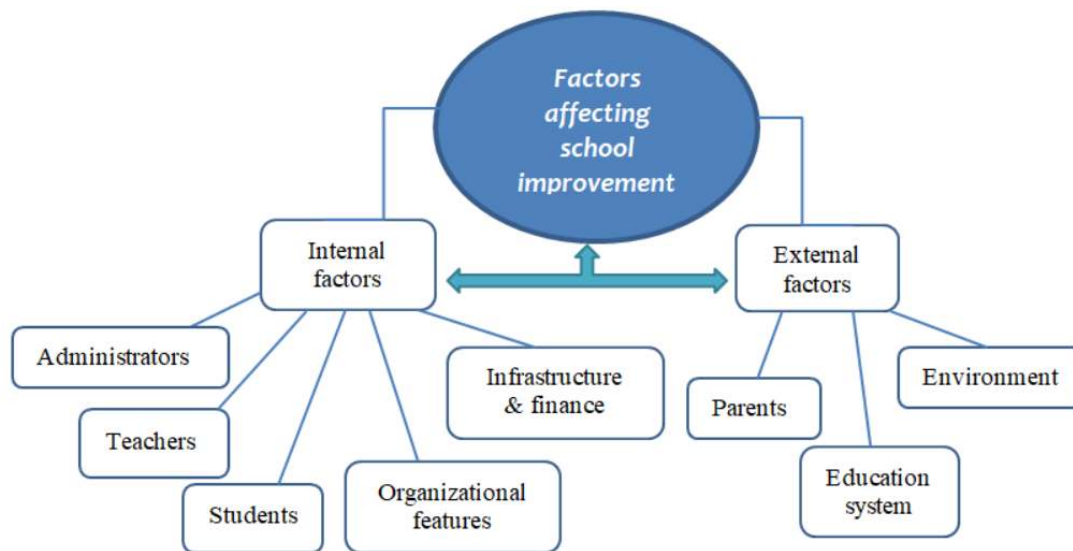 Factors
affecting
school
improvement
Internal
factors
External
factors
Administrators
Teachers
Students
Organizational
features
Infrastructure
& finance
Parents
Education
system
Environment